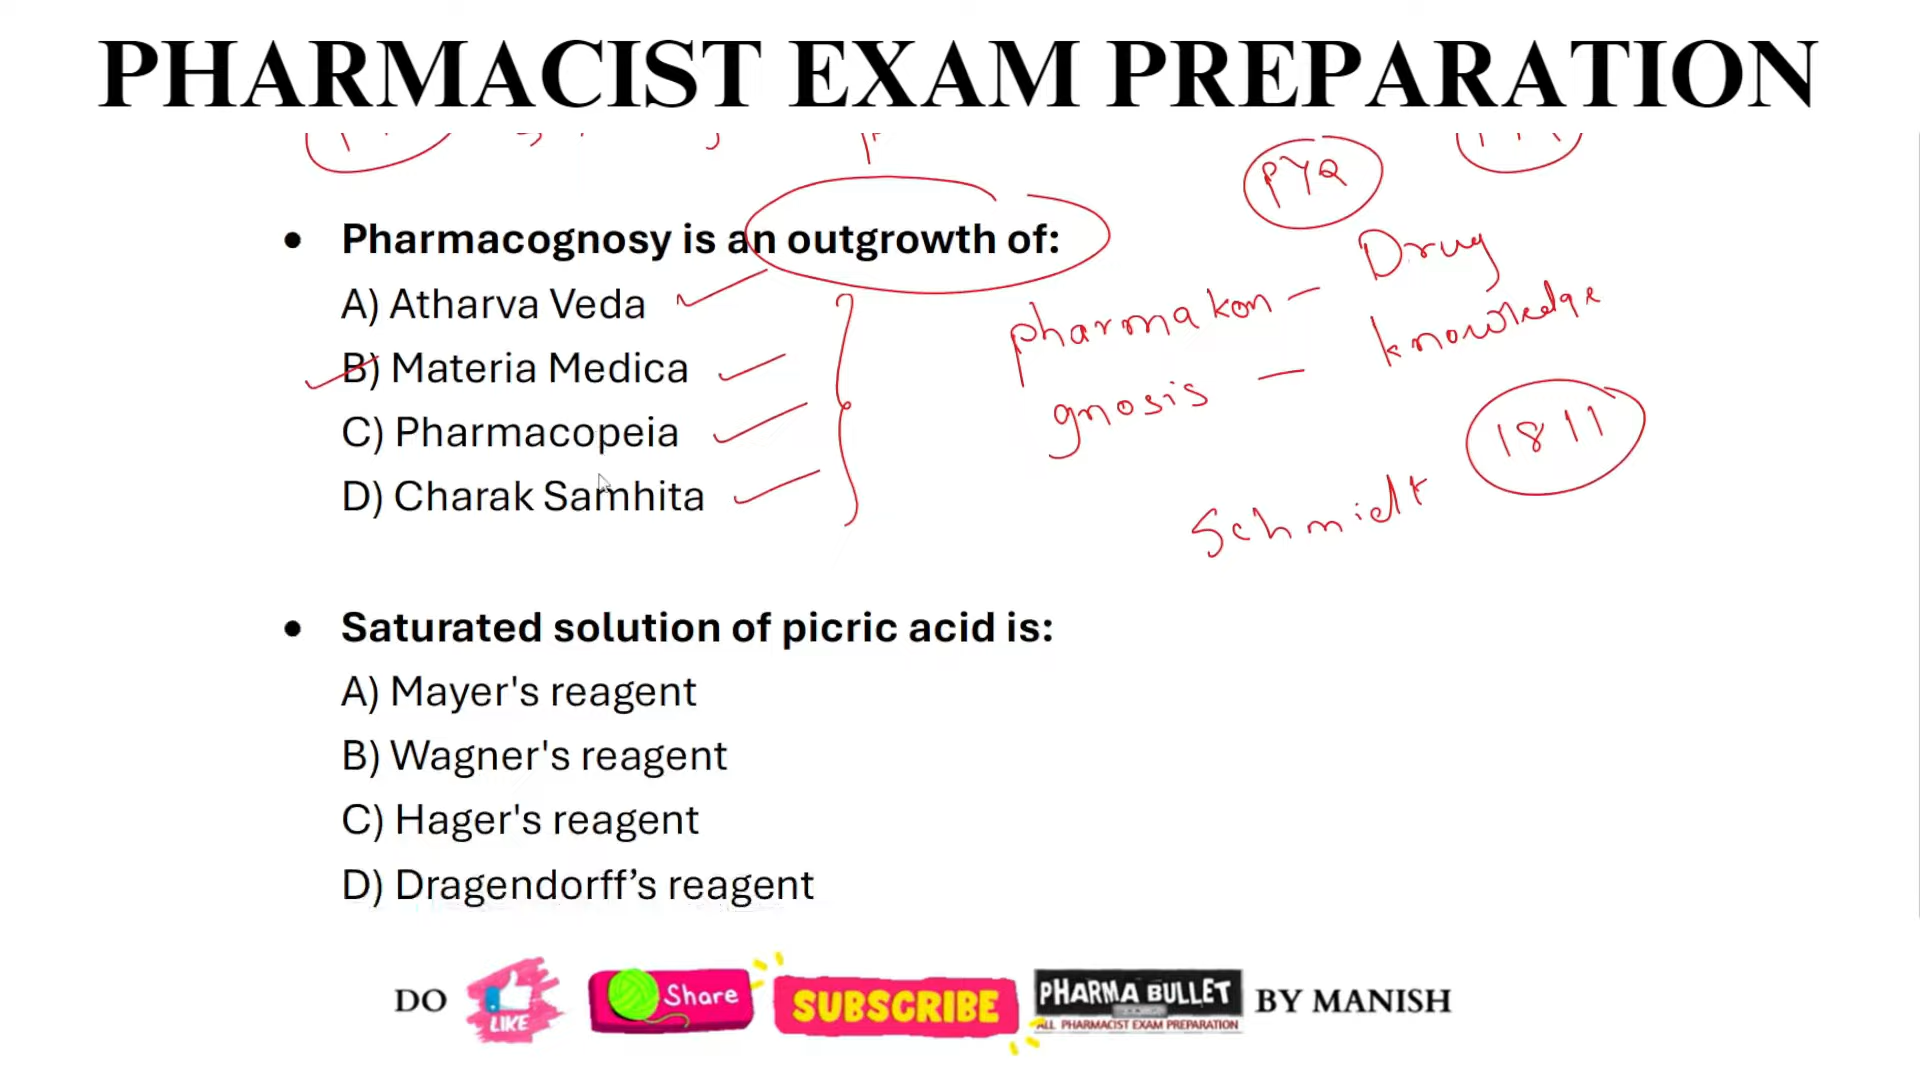 PHARMACIST EXAM PREPARATION
PYQ
• Pharmacognosy is an outgrowth of:
A) Atharva Veda
B) Materia Medica
C) Pharmacopeia
D) Charak Samhita
pharmakon – Drug
gnosis – knowledge
1811
Schmidt
• Saturated solution of picric acid is:
A) Mayer's reagent
B) Wagner's reagent
C) Hager's reagent
D) Dragendorff’s reagent
DO LIKE Share SUBSCRIBE PHARMA BULLET BY MANISH
ALL PHARMACIST EXAM PREPARATION